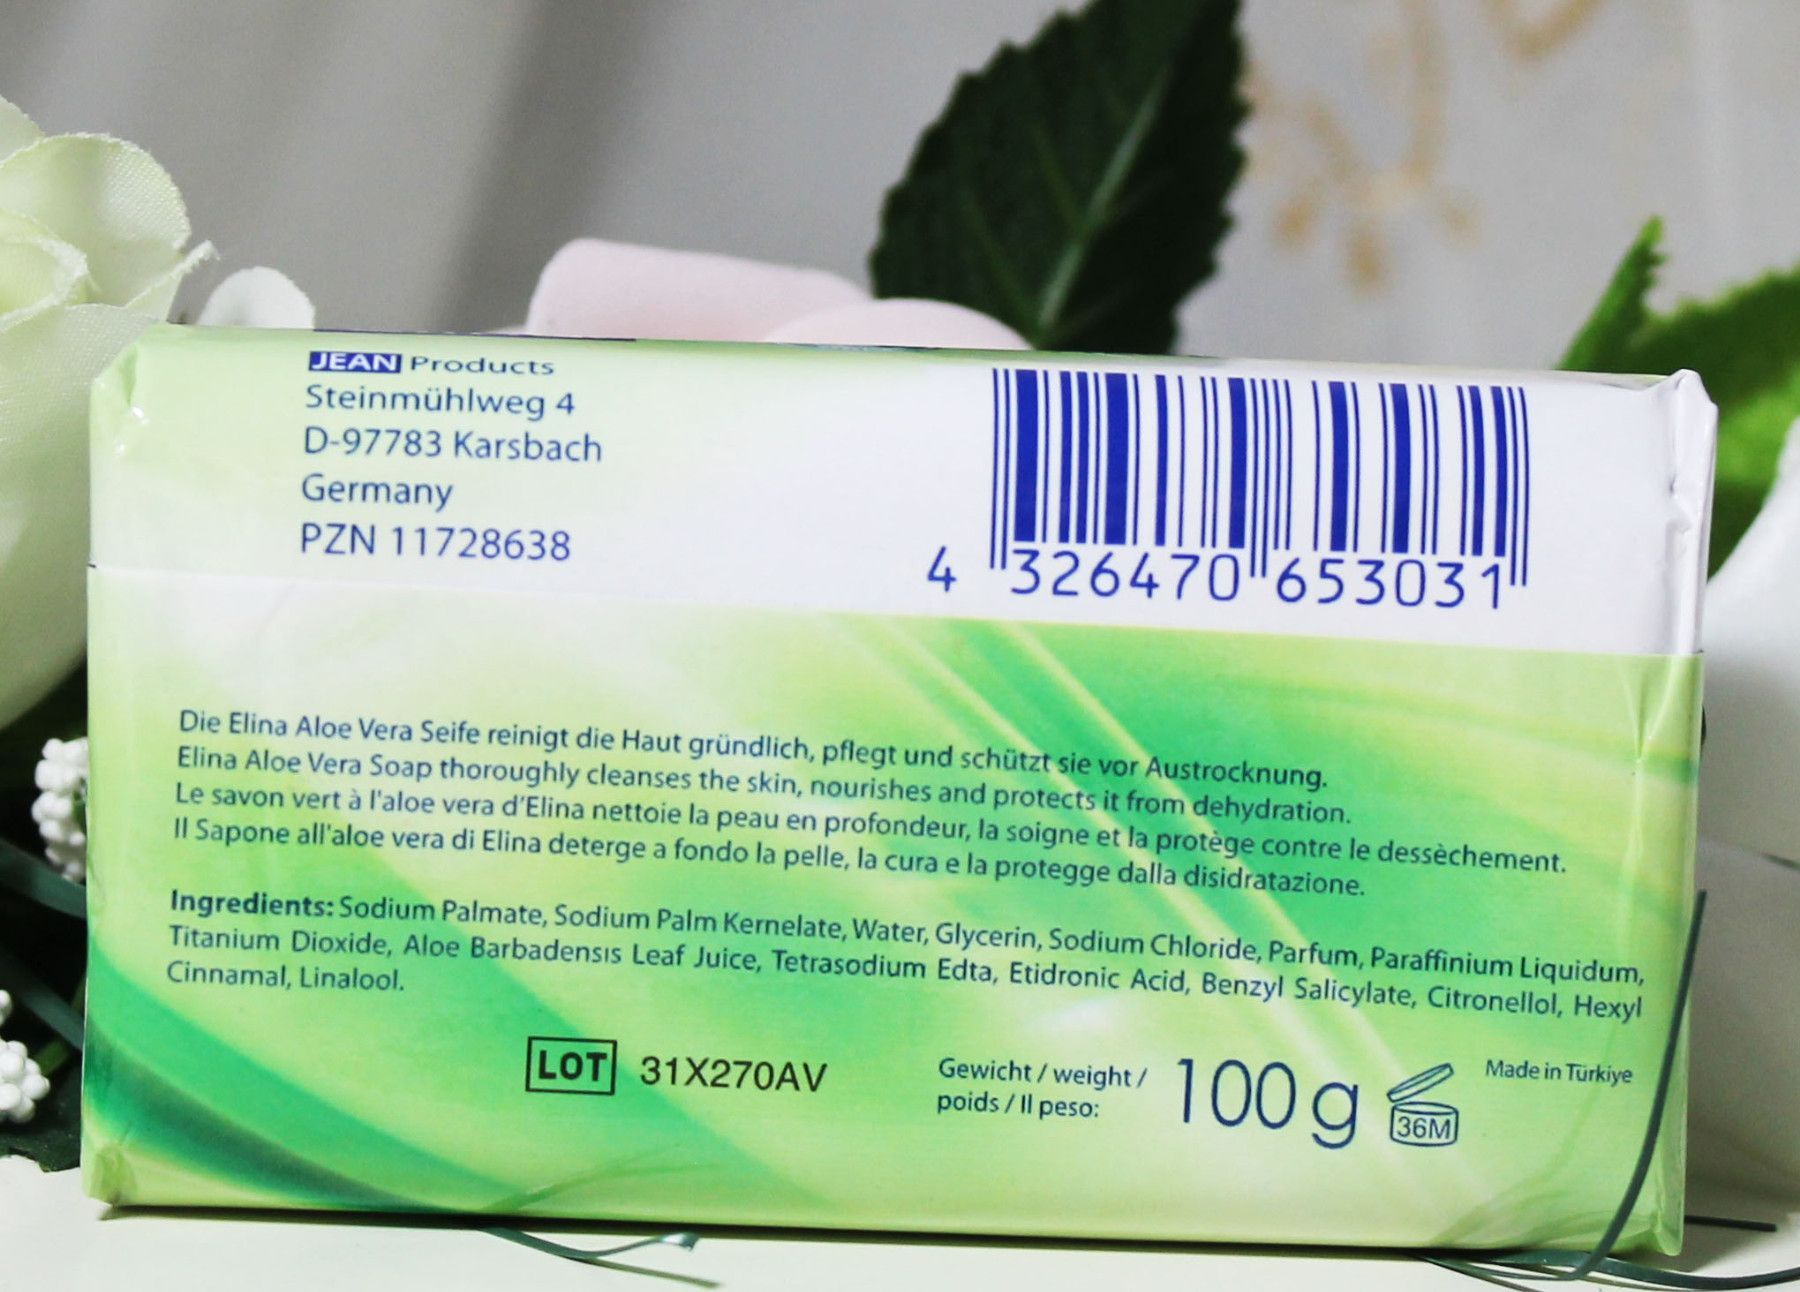 JEAN Products
Steinmühlweg 4
D-97783 Karsbach
Germany
PZN 11728638
4 326470 653031
Die Elina Aloe Vera Seife reinigt die Haut gründlich, pflegt und schützt sie vor Austrocknung.
Elina Aloe Vera Soap thoroughly cleanses the skin, nourishes and protects it from dehydration.
Le savon vert à l'aloe vera d'Elina nettoie la peau en profondeur, la soigne et la protège contre le dessèchement.
Il Sapone all'aloe vera di Elina deterge a fondo la pelle, la cura e la protegge dalla disidratazione.
Ingredients: Sodium Palmate, Sodium Palm Kernelate, Water, Glycerin, Sodium Chloride, Parfum, Paraffinium Liquidum,
Titanium Dioxide, Aloe Barbadensis Leaf Juice, Tetrasodium Edta, Etidronic Acid, Benzyl Salicylate, Citronellol, Hexyl
Cinnamal, Linalool.
LOT 31X270AV
Gewicht / weight /
poids / Il peso:
100 g
36M
Made in Türkiye